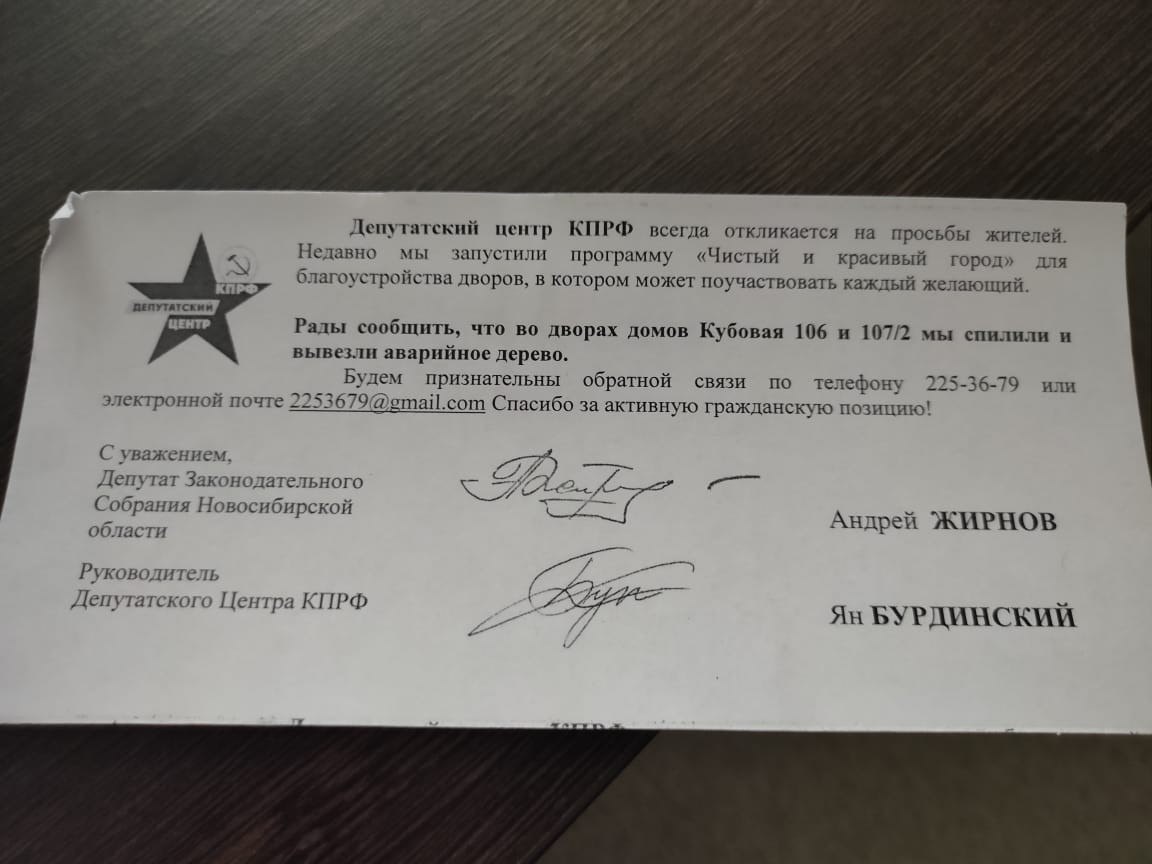 КПРФ
ДЕПУТАТСКИЙ
ЦЕНТР
Депутатский центр КПРФ всегда откликается на просьбы жителей.
Недавно мы запустили программу «Чистый и красивый город» для
благоустройства дворов, в котором может поучаствовать каждый желающий.
Рады сообщить, что во дворах домов Кубовая 106 и 107/2 мы спилили и
вывезли аварийное дерево.
Будем признательны обратной связи по телефону 225-36-79 или
электронной почте 2253679@gmail.com Спасибо за активную гражданскую позицию!
С уважением,
Депутат Законодательного
Собрания Новосибирской
области
Андрей ЖИРНОВ
Руководитель
Депутатского Центра КПРФ
Ян БУРДИНСКИЙ